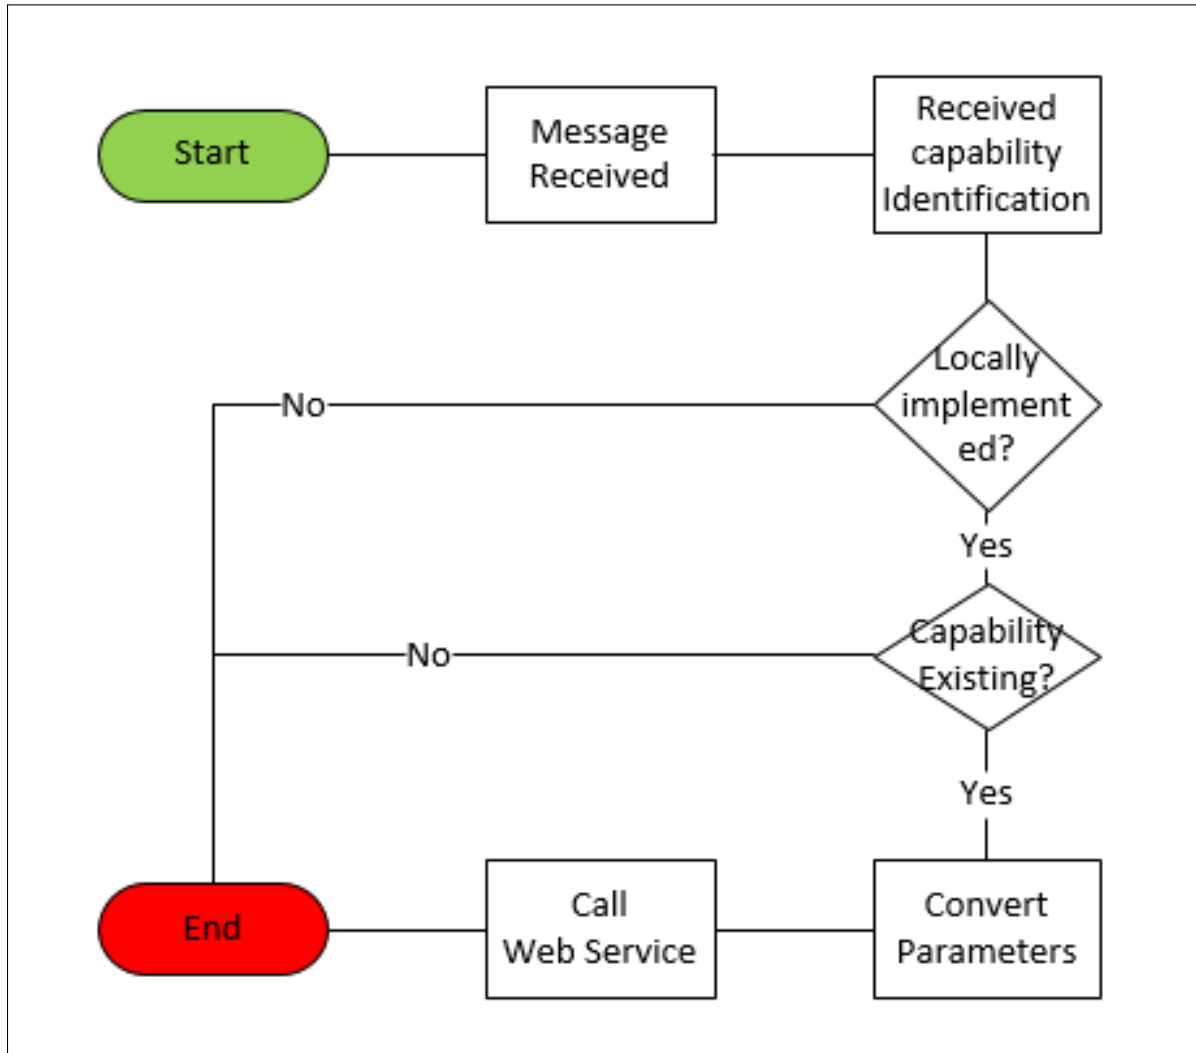 Start
Message
Received
Received
capability
Identification
Locally
implement
ed?
No
Yes
Capability
Existing?
No
Yes
Convert
Parameters
Call
Web Service
End